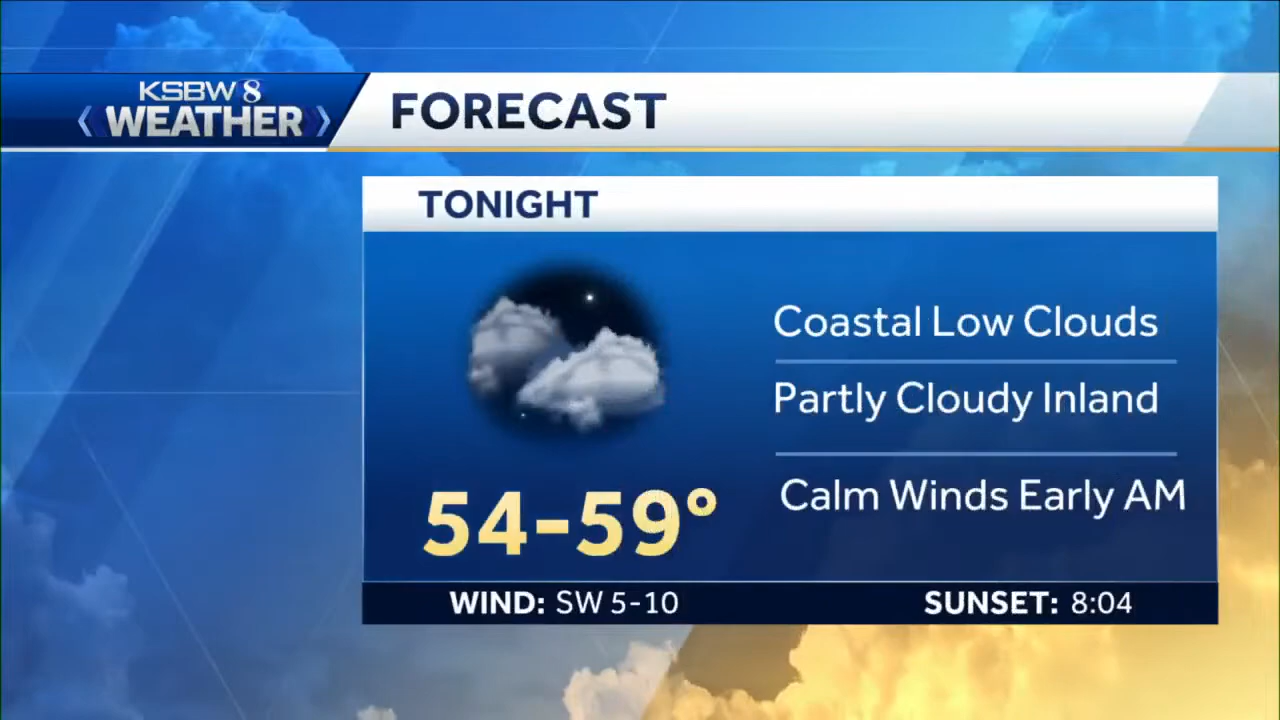 KSBW 8
WEATHER
FORECAST
TONIGHT
Coastal Low Clouds
Partly Cloudy Inland
Calm Winds Early AM
54-59°
WIND: SW 5-10
SUNSET: 8:04